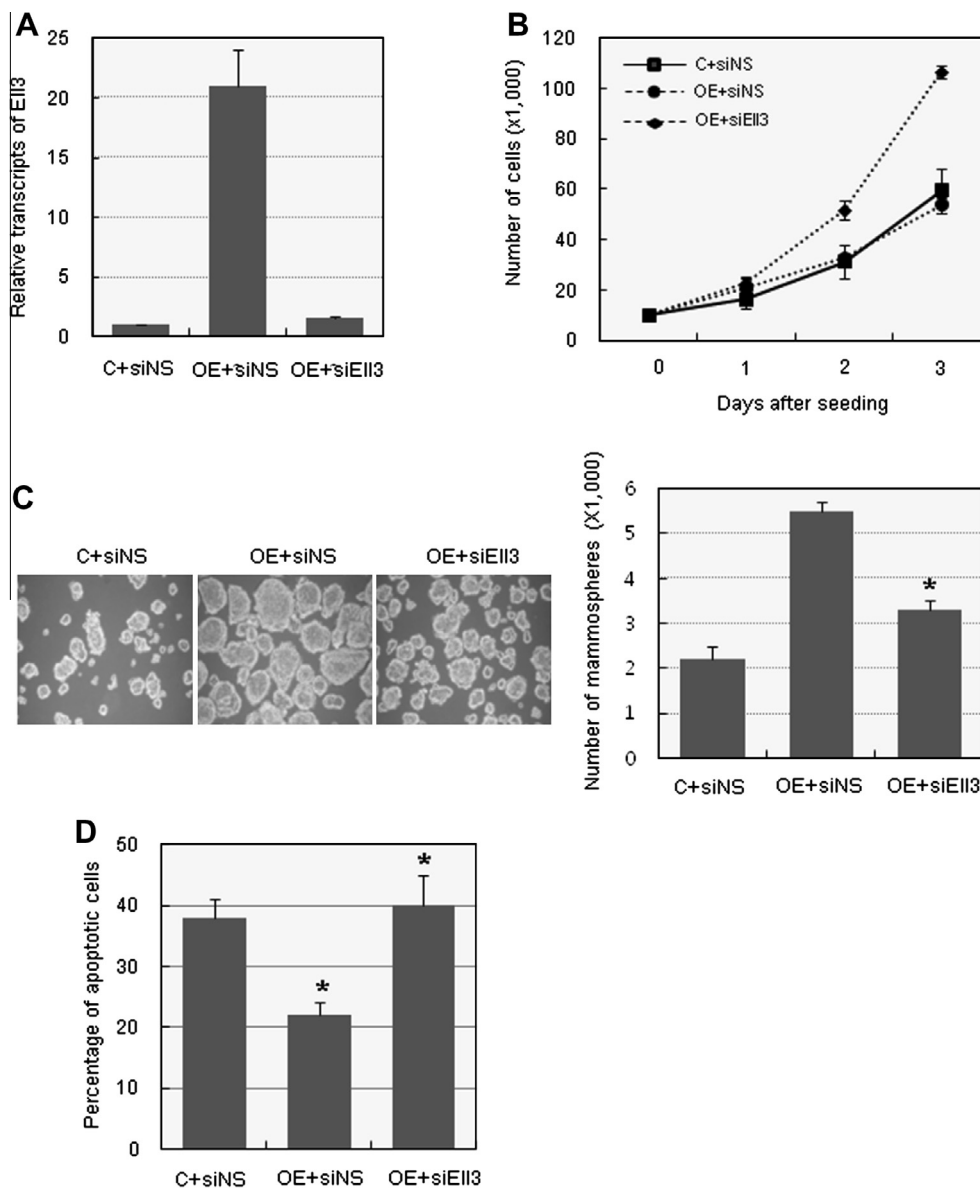 A
Relative transcripts of Ell3
25
20
15
10
5
0
C+siNS
OE+siNS
OE+siEll3
B
Number of cells (x1,000)
120
100
80
60
40
20
0
C+siNS
OE+siNS
OE+siEll3
0
1
2
3
Days after seeding
C
C+siNS
OE+siNS
OE+siEll3
Number of mammospheres (X1,000)
6
5
4
3
2
1
0
*
C+siNS
OE+siNS
OE+siEll3
D
Percentage of apoptotic cells
50
40
30
20
10
0
*
*
C+siNS
OE+siNS
OE+siEll3